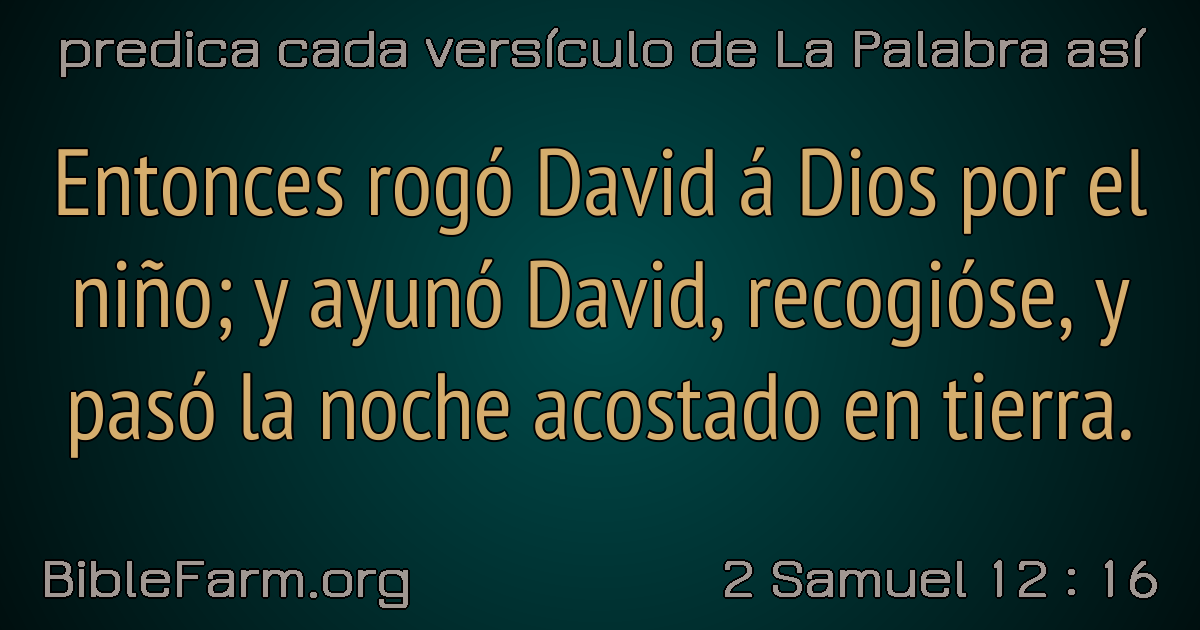 predica cada versículo de La Palabra así
Entonces rogó David á Dios por el
niño; y ayunó David, recogióse, y
pasó la noche acostado en tierra.
BibleFarm.org
2 Samuel 12 : 16